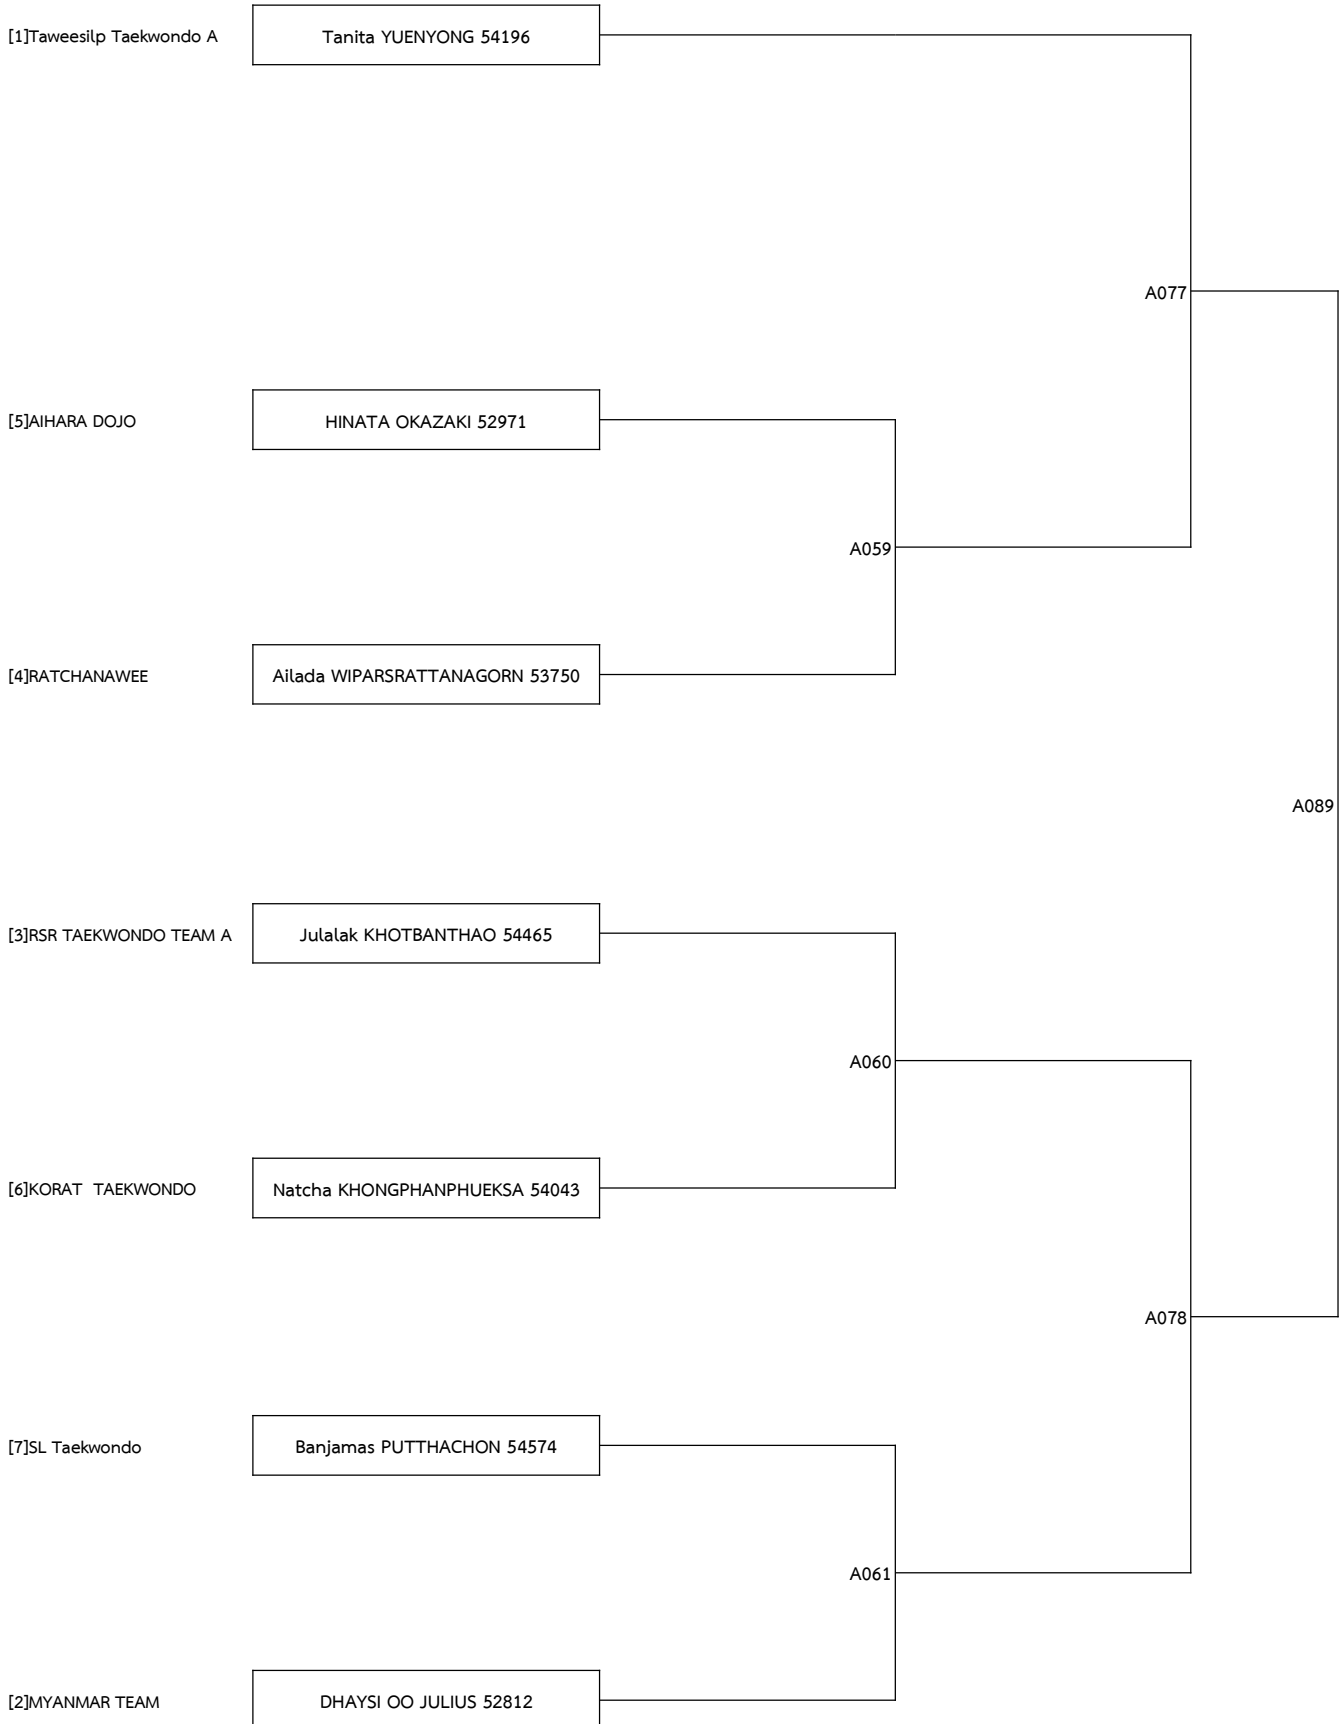 [1]Taweesilp Taekwondo A
Tanita YUENYONG 54196
A077
[5]AIHARA DOJO
HINATA OKAZAKI 52971
A059
[4]RATCHANAWEE
Ailada WIPARSRATTANAGORN 53750
A089
[3]RSR TAEKWONDO TEAM A
Julalak KHOTBANTHAO 54465
A060
[6]KORAT  TAEKWONDO
Natcha KHONGPHANPHUEKSA 54043
A078
[7]SL Taekwondo
Banjamas PUTTHACHON 54574
A061
[2]MYANMAR TEAM
DHAYSI OO JULIUS 52812